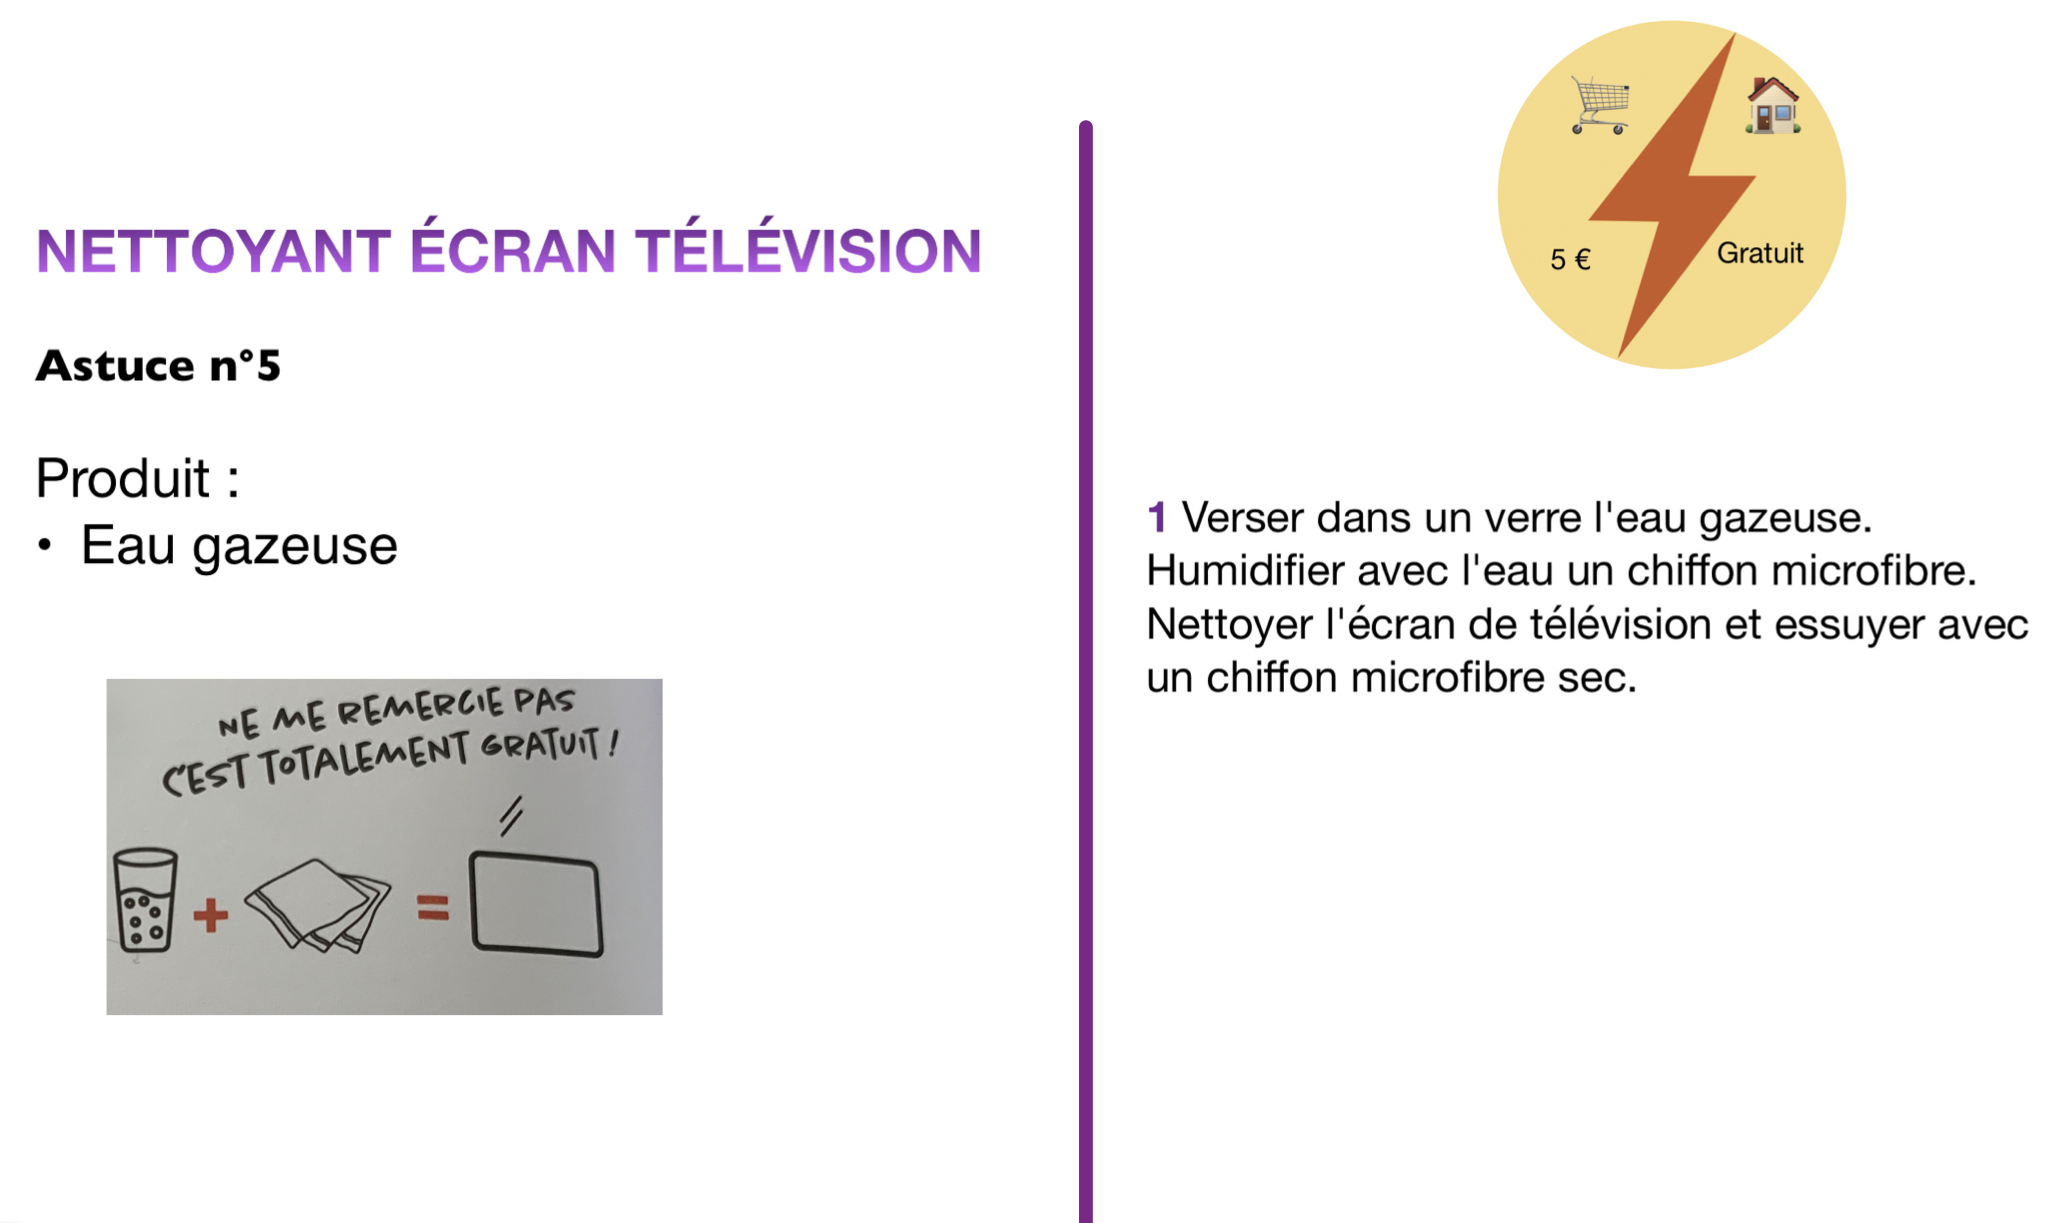 NETTOYANT ÉCRAN TÉLÉVISION
Astuce n°5
Produit :
• Eau gazeuse
NE ME REMERCIE PAS
C'EST TOTALEMENT GRATUIT !
+ =
5 €
Gratuit
1 Verser dans un verre l'eau gazeuse.
Humidifier avec l'eau un chiffon microfibre.
Nettoyer l'écran de télévision et essuyer avec
un chiffon microfibre sec.